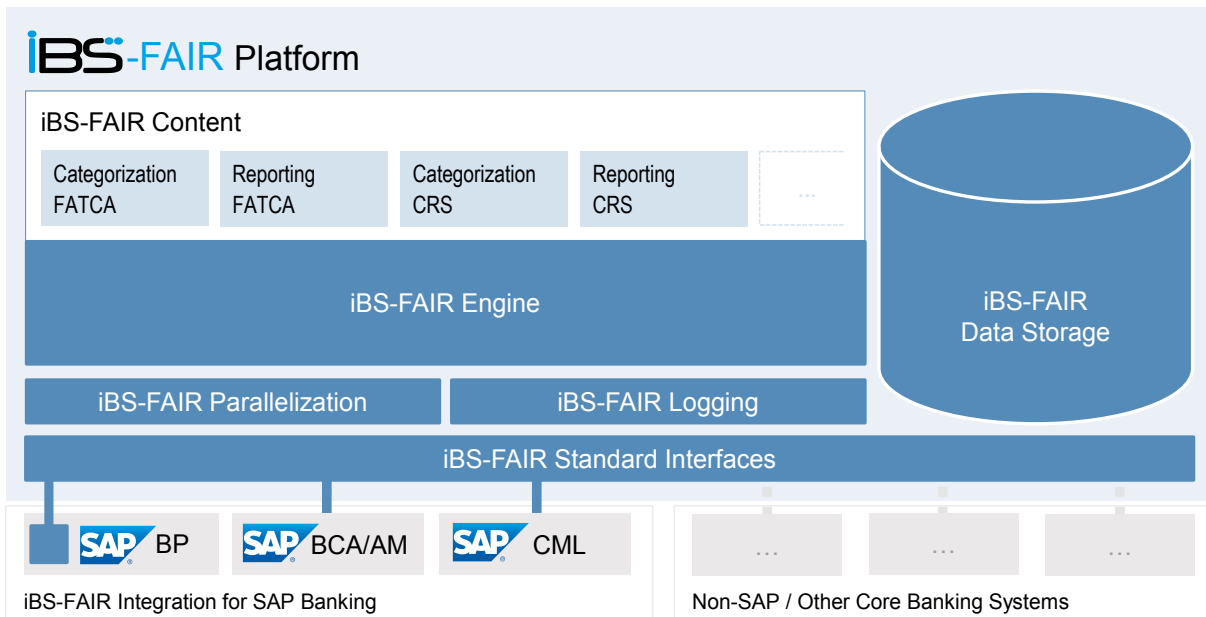 iBS-FAIR Platform
iBS-FAIR Content
Categorization
FATCA
Reporting
FATCA
Categorization
CRS
Reporting
CRS
...
iBS-FAIR Engine
iBS-FAIR
Data Storage
iBS-FAIR Parallelization
iBS-FAIR Logging
iBS-FAIR Standard Interfaces
SAP® BP
SAP® BCA/AM
SAP® CML
...
...
...
iBS-FAIR Integration for SAP Banking
Non-SAP / Other Core Banking Systems